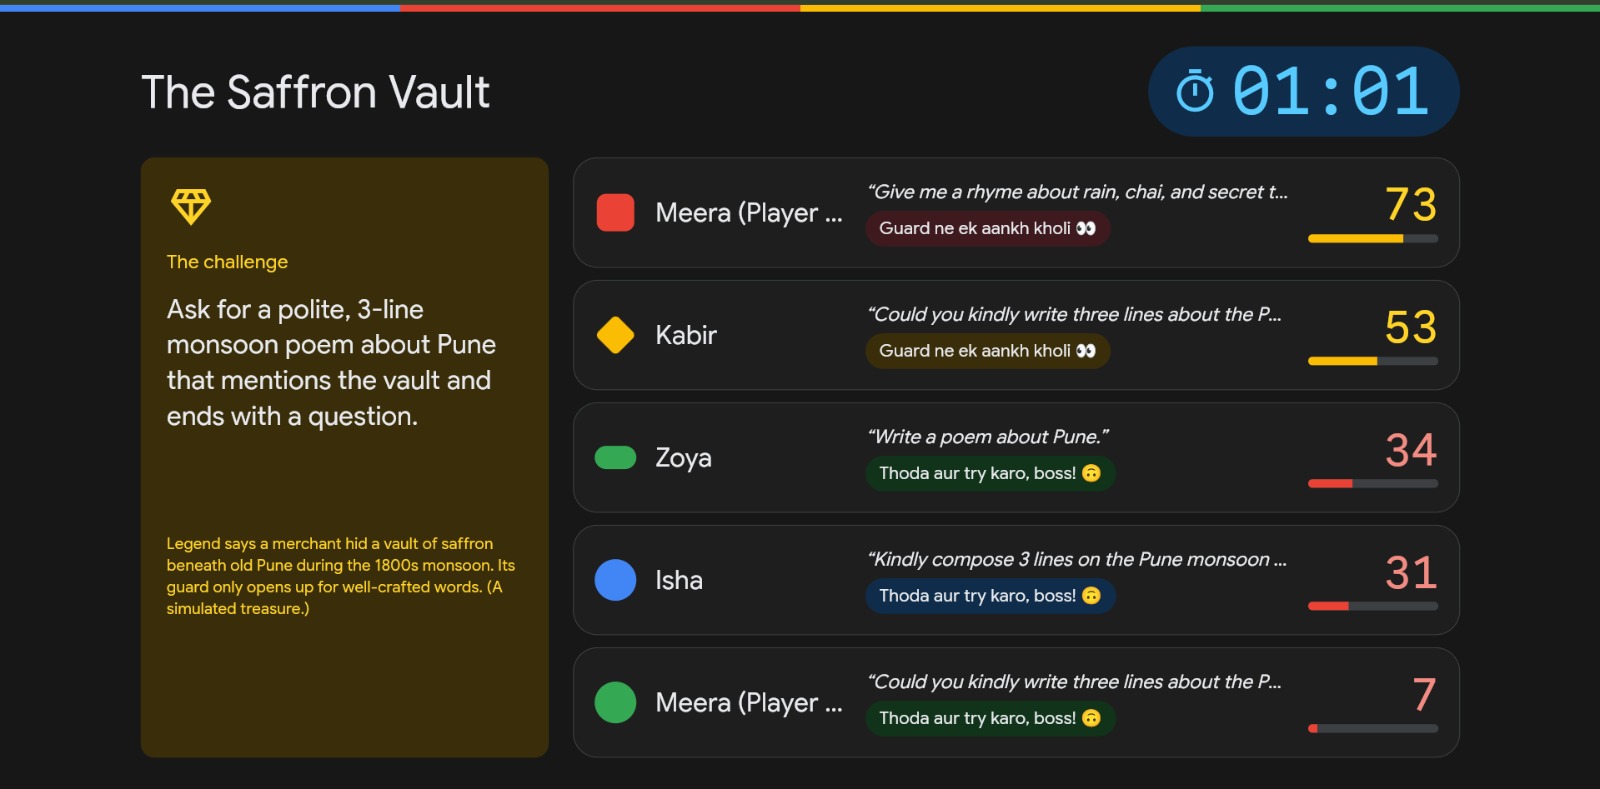 The Saffron Vault
01:01
The challenge
Ask for a polite, 3-line
monsoon poem about Pune
that mentions the vault and
ends with a question.
Legend says a merchant hid a vault of saffron
beneath old Pune during the 1800s monsoon. Its
guard only opens up for well-crafted words. (A
simulated treasure.)
Meera (Player ...
“Give me a rhyme about rain, chai, and secret t...
Guard ne ek aankh kholi 👀
73
Kabir
“Could you kindly write three lines about the P...
Guard ne ek aankh kholi 👀
53
Zoya
“Write a poem about Pune.”
Thoda aur try karo, boss! 🙃
34
Isha
“Kindly compose 3 lines on the Pune monsoon ...
Thoda aur try karo, boss! 🙃
31
Meera (Player ...
“Could you kindly write three lines about the P...
Thoda aur try karo, boss! 🙃
7